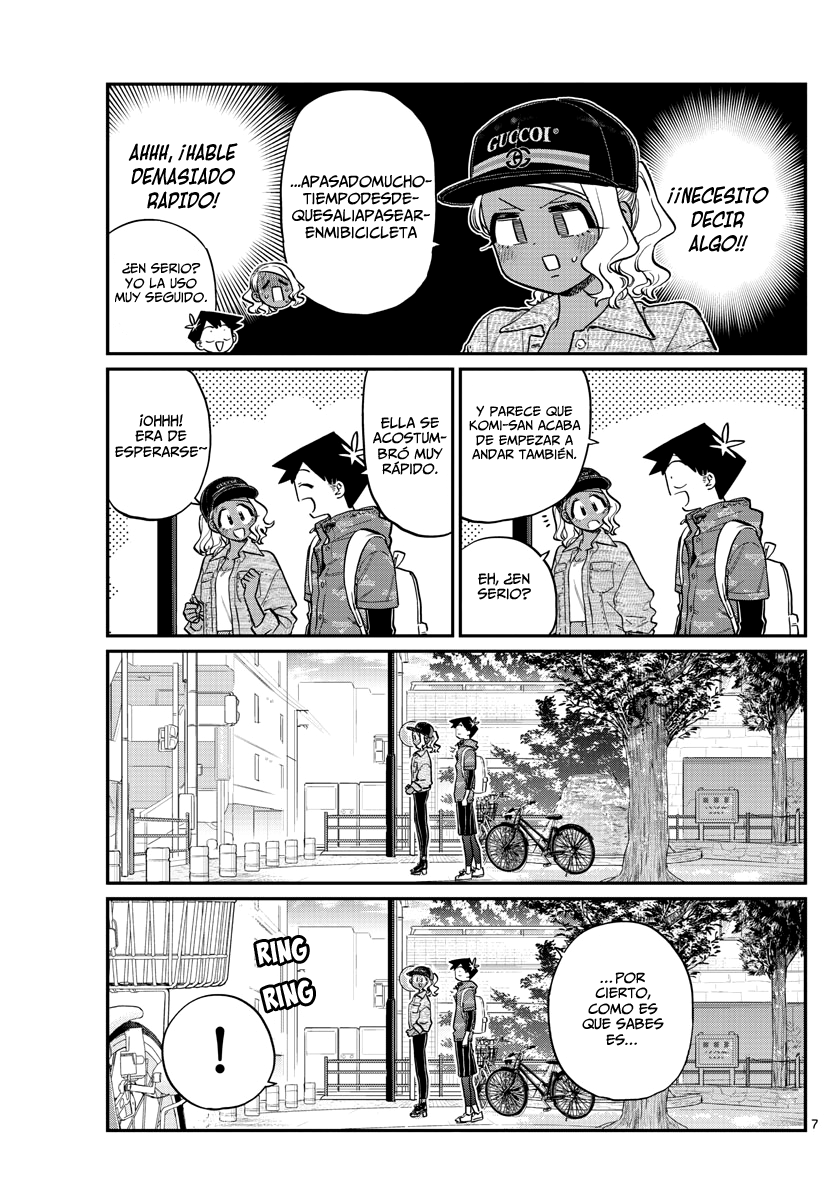 ¡¡NECESITO
DECIR
ALGO!!
GUCCOI
...APASADOMUCHO-
TIEMPODESDE-
QUESALIAPASEAR-
ENMIBICICLETA
AHHH, ¡HABLE
DEMASIADO
RAPIDO!
¿EN SERIO?
YO LA USO
MUY SEGUIDO.
Y PARECE QUE
KOMI-SAN ACABA
DE EMPEZAR A
ANDAR TAMBIÉN.
EH, ¿EN
SERIO?
ELLA SE
ACOSTUM-
BRÓ MUY
RÁPIDO.
¡OHHH!
ERA DE
ESPERARSE~
GUCCOI
...POR
CIERTO,
COMO ES
QUE SABES
ES...
RING
RING
!
7